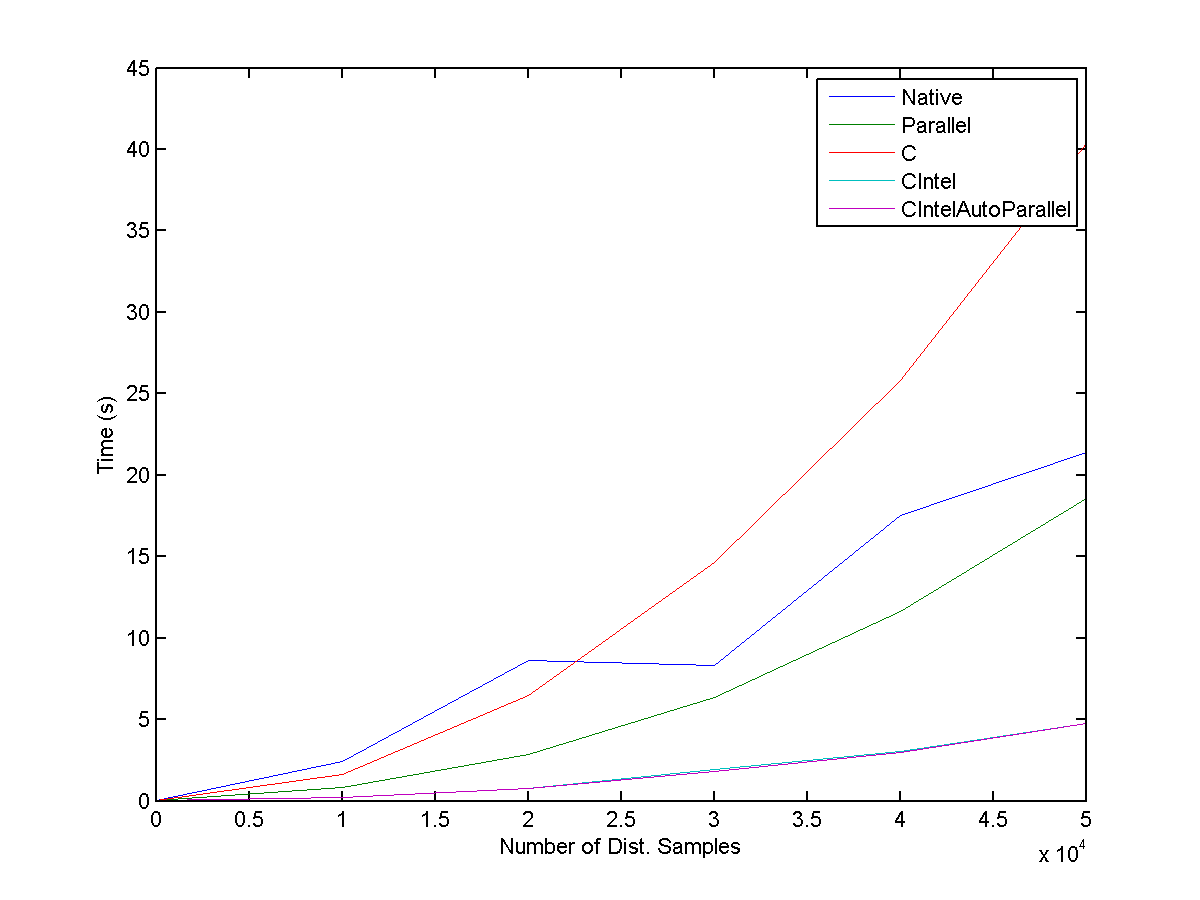 45
40
35
30
25
20
15
10
5
0
Time (s)
Native
Parallel
C
CIntel
CIntelAutoParallel
0 0.5 1 1.5 2 2.5 3 3.5 4 4.5 5
Number of Dist. Samples
x 10^4